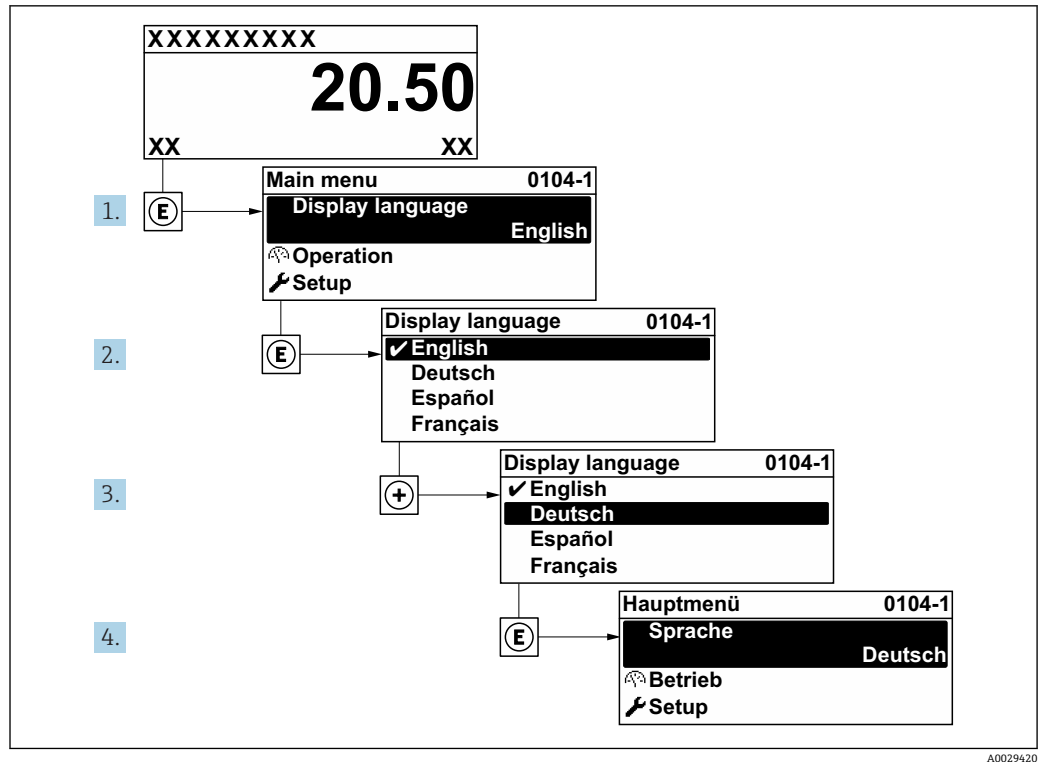 XXXXXXXXX
20.50
XX XX
1. E
Main menu 0104-1
Display language
English
Operation
Setup
2. E
Display language 0104-1
✔ English
Deutsch
Español
Français
3. +
Display language 0104-1
✔ English
Deutsch
Español
Français
4. E
Hauptmenü 0104-1
Sprache
Deutsch
Betrieb
Setup
A0029420